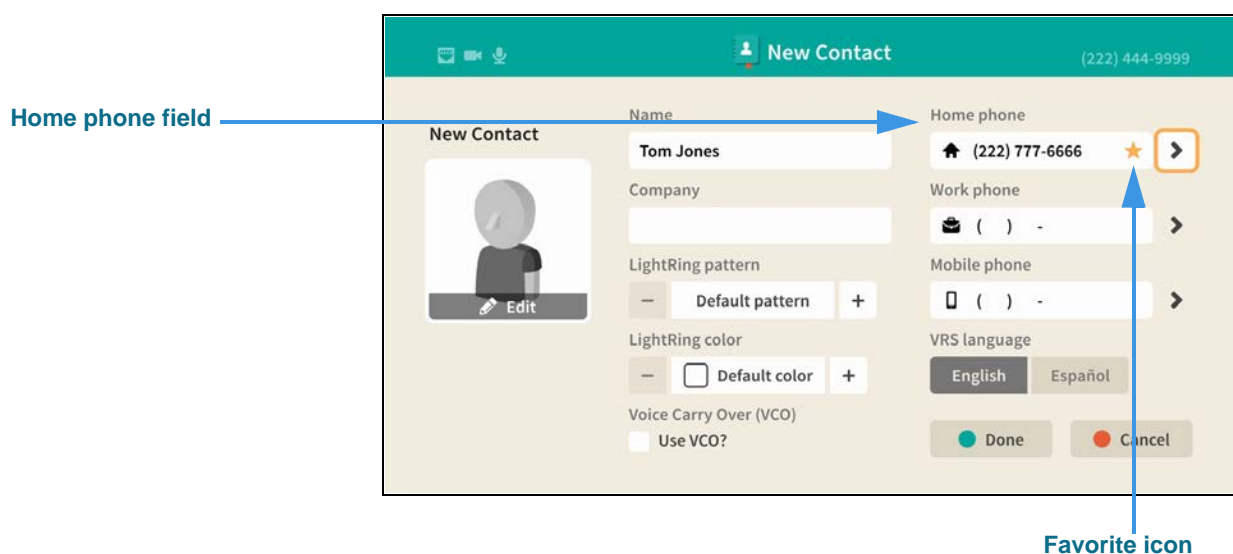 New Contact
(222) 444-9999
Home phone field
New Contact
Edit
Name
Tom Jones
Company
LightRing pattern
− Default pattern +
LightRing color
− Default color +
Voice Carry Over (VCO)
Use VCO?
Home phone
(222) 777-6666
Work phone
( ) -
Mobile phone
( ) -
VRS language
English Español
Done Cancel
Favorite icon